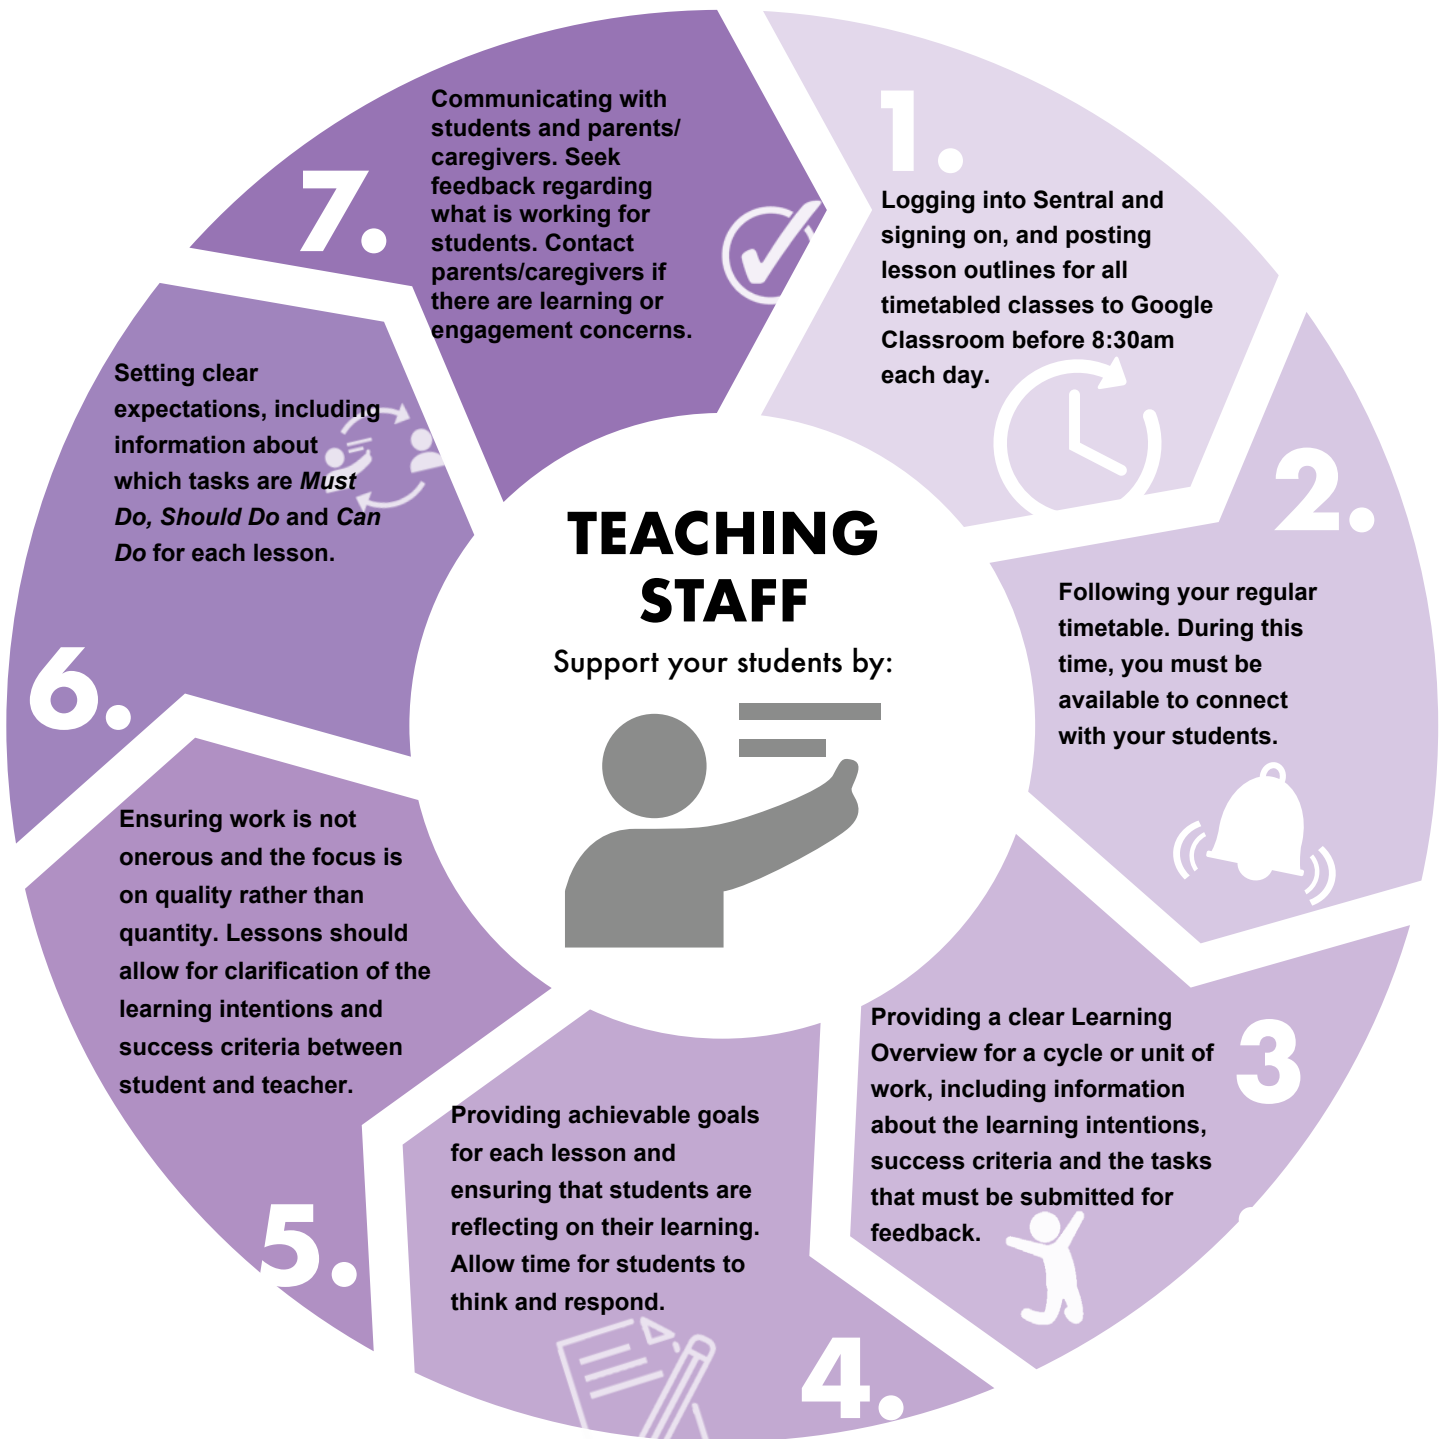 TEACHING
STAFF
Support your students by:
1.
Logging into Sentral and
signing on, and posting
lesson outlines for all
timetabled classes to Google
Classroom before 8:30am
each day.
2.
Following your regular
timetable. During this
time, you must be
available to connect
with your students.
3
Providing a clear Learning
Overview for a cycle or unit of
work, including information
about the learning intentions,
success criteria and the tasks
that must be submitted for
feedback.
4.
Providing achievable goals
for each lesson and
ensuring that students are
reflecting on their learning.
Allow time for students to
think and respond.
5.
Ensuring work is not
onerous and the focus is
on quality rather than
quantity. Lessons should
allow for clarification of the
learning intentions and
success criteria between
student and teacher.
6.
Setting clear
expectations, including
information about
which tasks are Must
Do, Should Do and Can
Do for each lesson.
7.
Communicating with
students and parents/
caregivers. Seek
feedback regarding
what is working for
students. Contact
parents/caregivers if
there are learning or
engagement concerns.